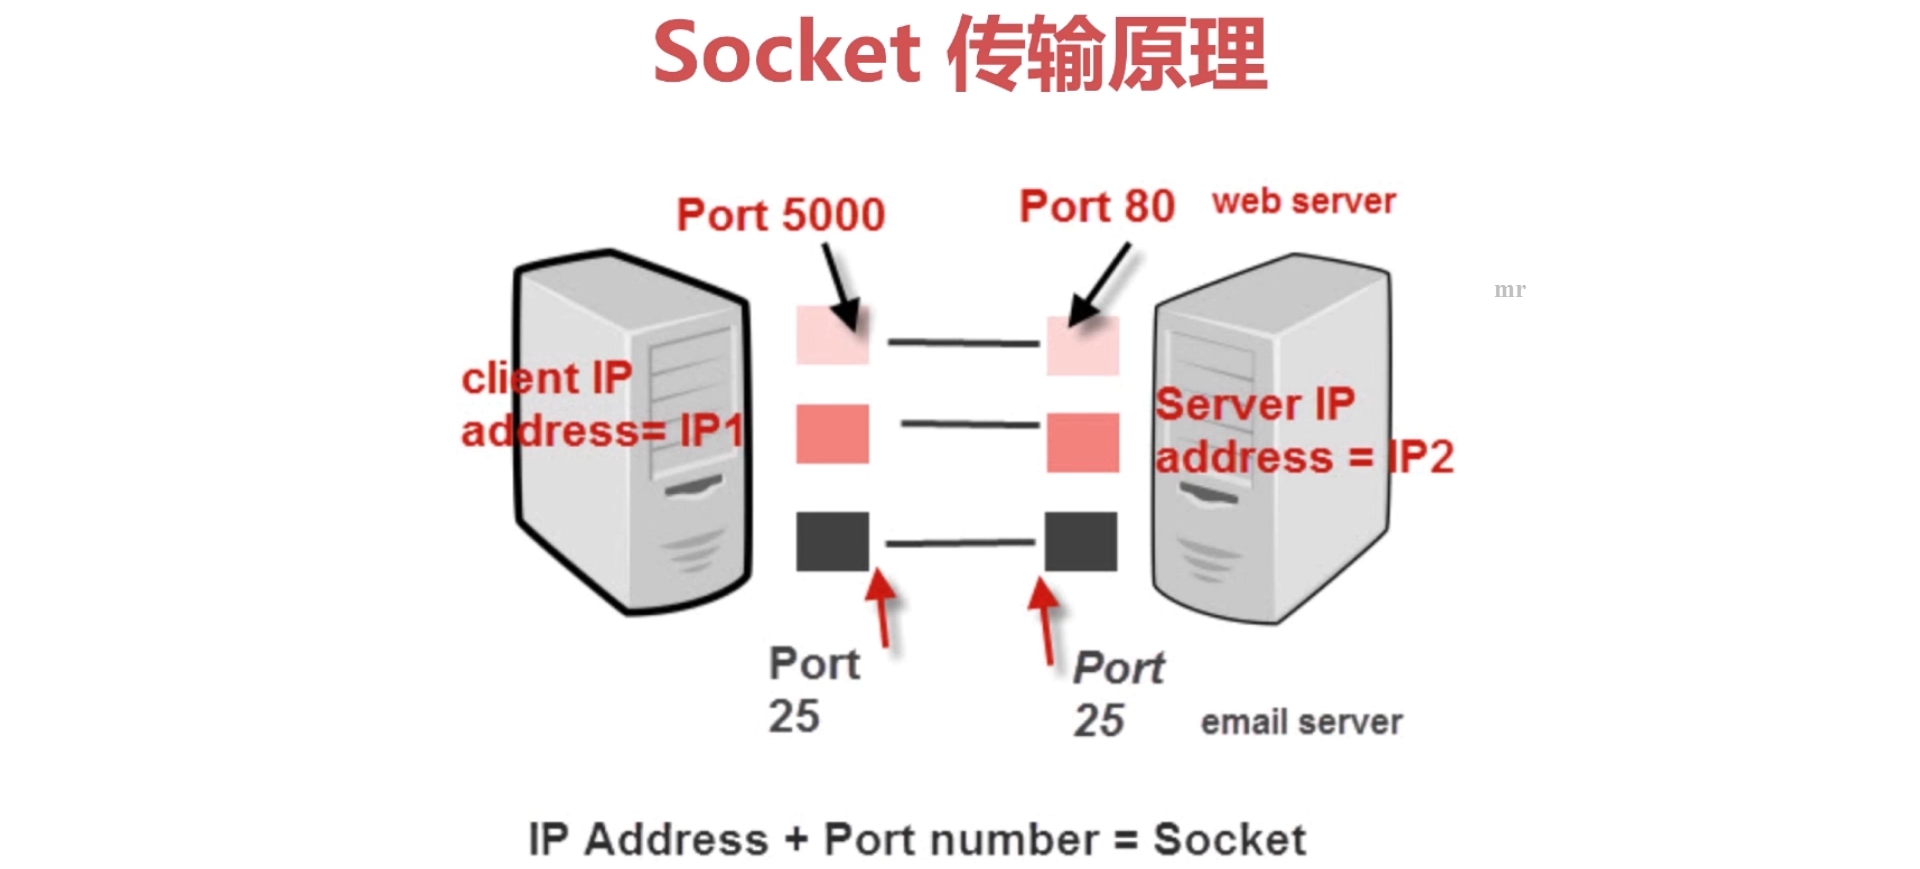 Socket 传输原理
Port 5000
Port 80
web server
mr
client IP
address= IP1
Server IP
address = IP2
Port
25
Port
25
email server
IP Address + Port number = Socket